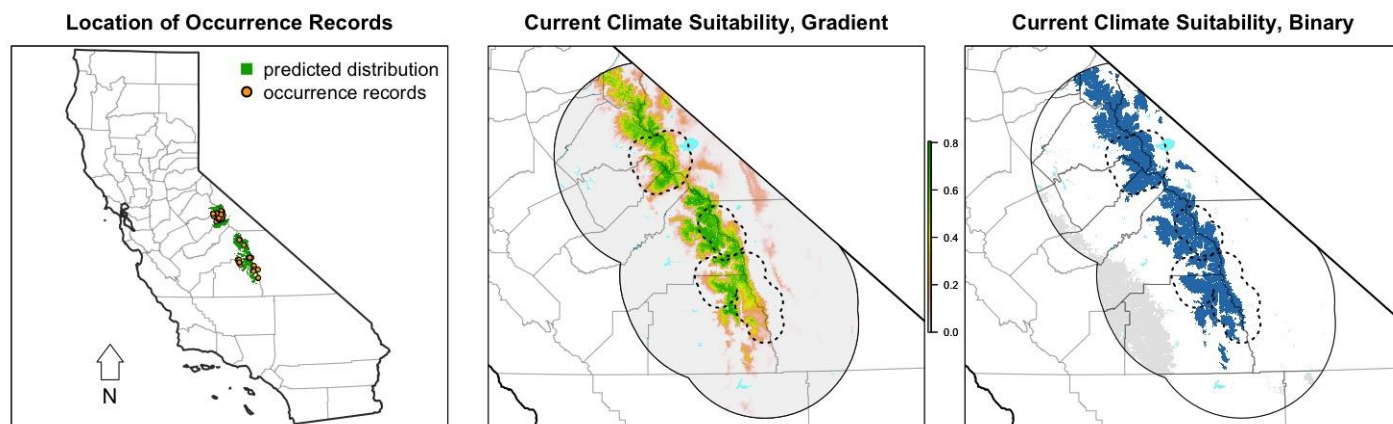 Location of Occurrence Records
predicted distribution
occurrence records
N
Current Climate Suitability, Gradient
0.8
0.6
0.4
0.2
0.0
Current Climate Suitability, Binary